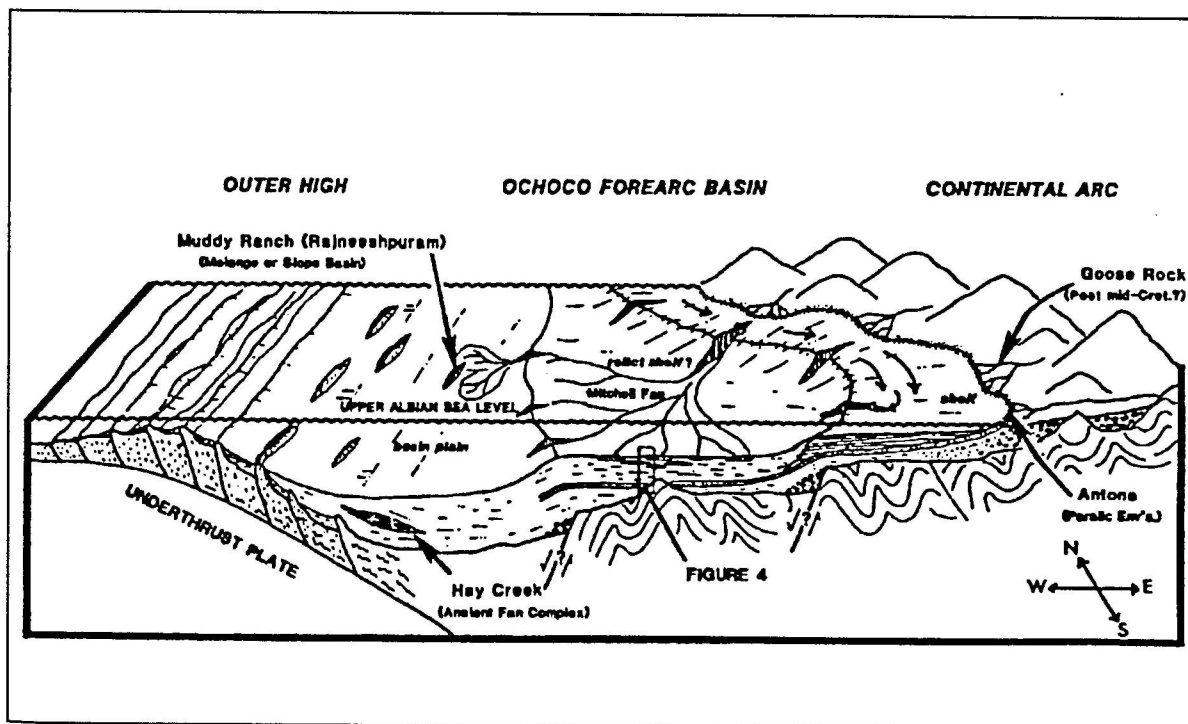 OUTER HIGH
OCHOCO FOREARC BASIN
CONTINENTAL ARC
Muddy Ranch (Rajneeshpuram)
(Melange or Slope Basin)
Goose Rock
(Post mid-Cret.?)
relict shelf?
Mitchell Fan
UPPER ALBIAN SEA LEVEL
shelf
basin plain
UNDERTHRUST PLATE
Antone
(Paralic Env's.)
?
?
Hay Creek
(Ancient Fan Complex)
FIGURE 4
N
W
E
S